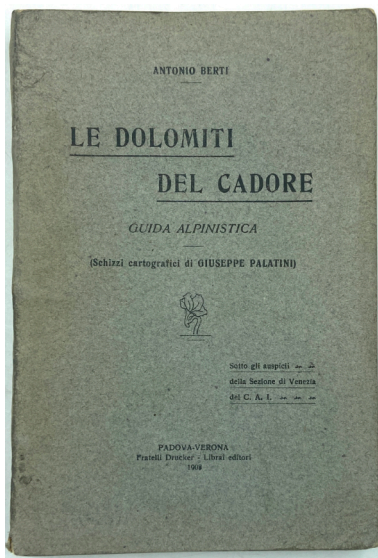 ANTONIO BERTI
LE DOLOMITI
DEL CADORE
GUIDA ALPINISTICA
(Schizzi cartografici di GIUSEPPE PALATINI)
Sotto gli auspici
della Sezione di Venezia
del C. A. I.
PADOVA-VERONA
Fratelli Drucker - Librai editori
1908